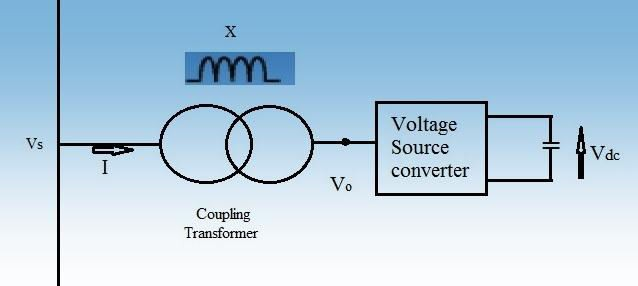 X
Vs
I
Coupling
Transformer
Vo
Voltage
Source
converter
Vdc